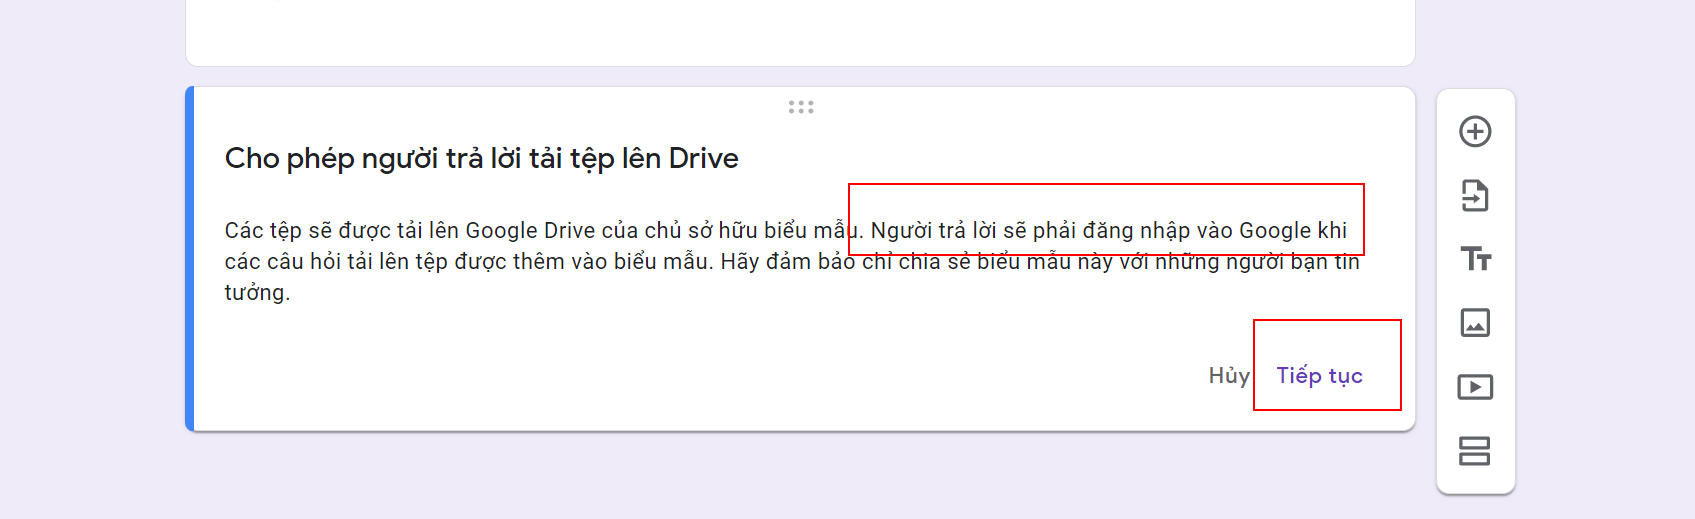 Cho phép người trả lời tải tệp lên Drive
Các tệp sẽ được tải lên Google Drive của chủ sở hữu biểu mẫu. Người trả lời sẽ phải đăng nhập vào Google khi
các câu hỏi tải lên tệp được thêm vào biểu mẫu. Hãy đảm bảo chỉ chia sẻ biểu mẫu này với những người bạn tin
tưởng.
Hủy Tiếp tục